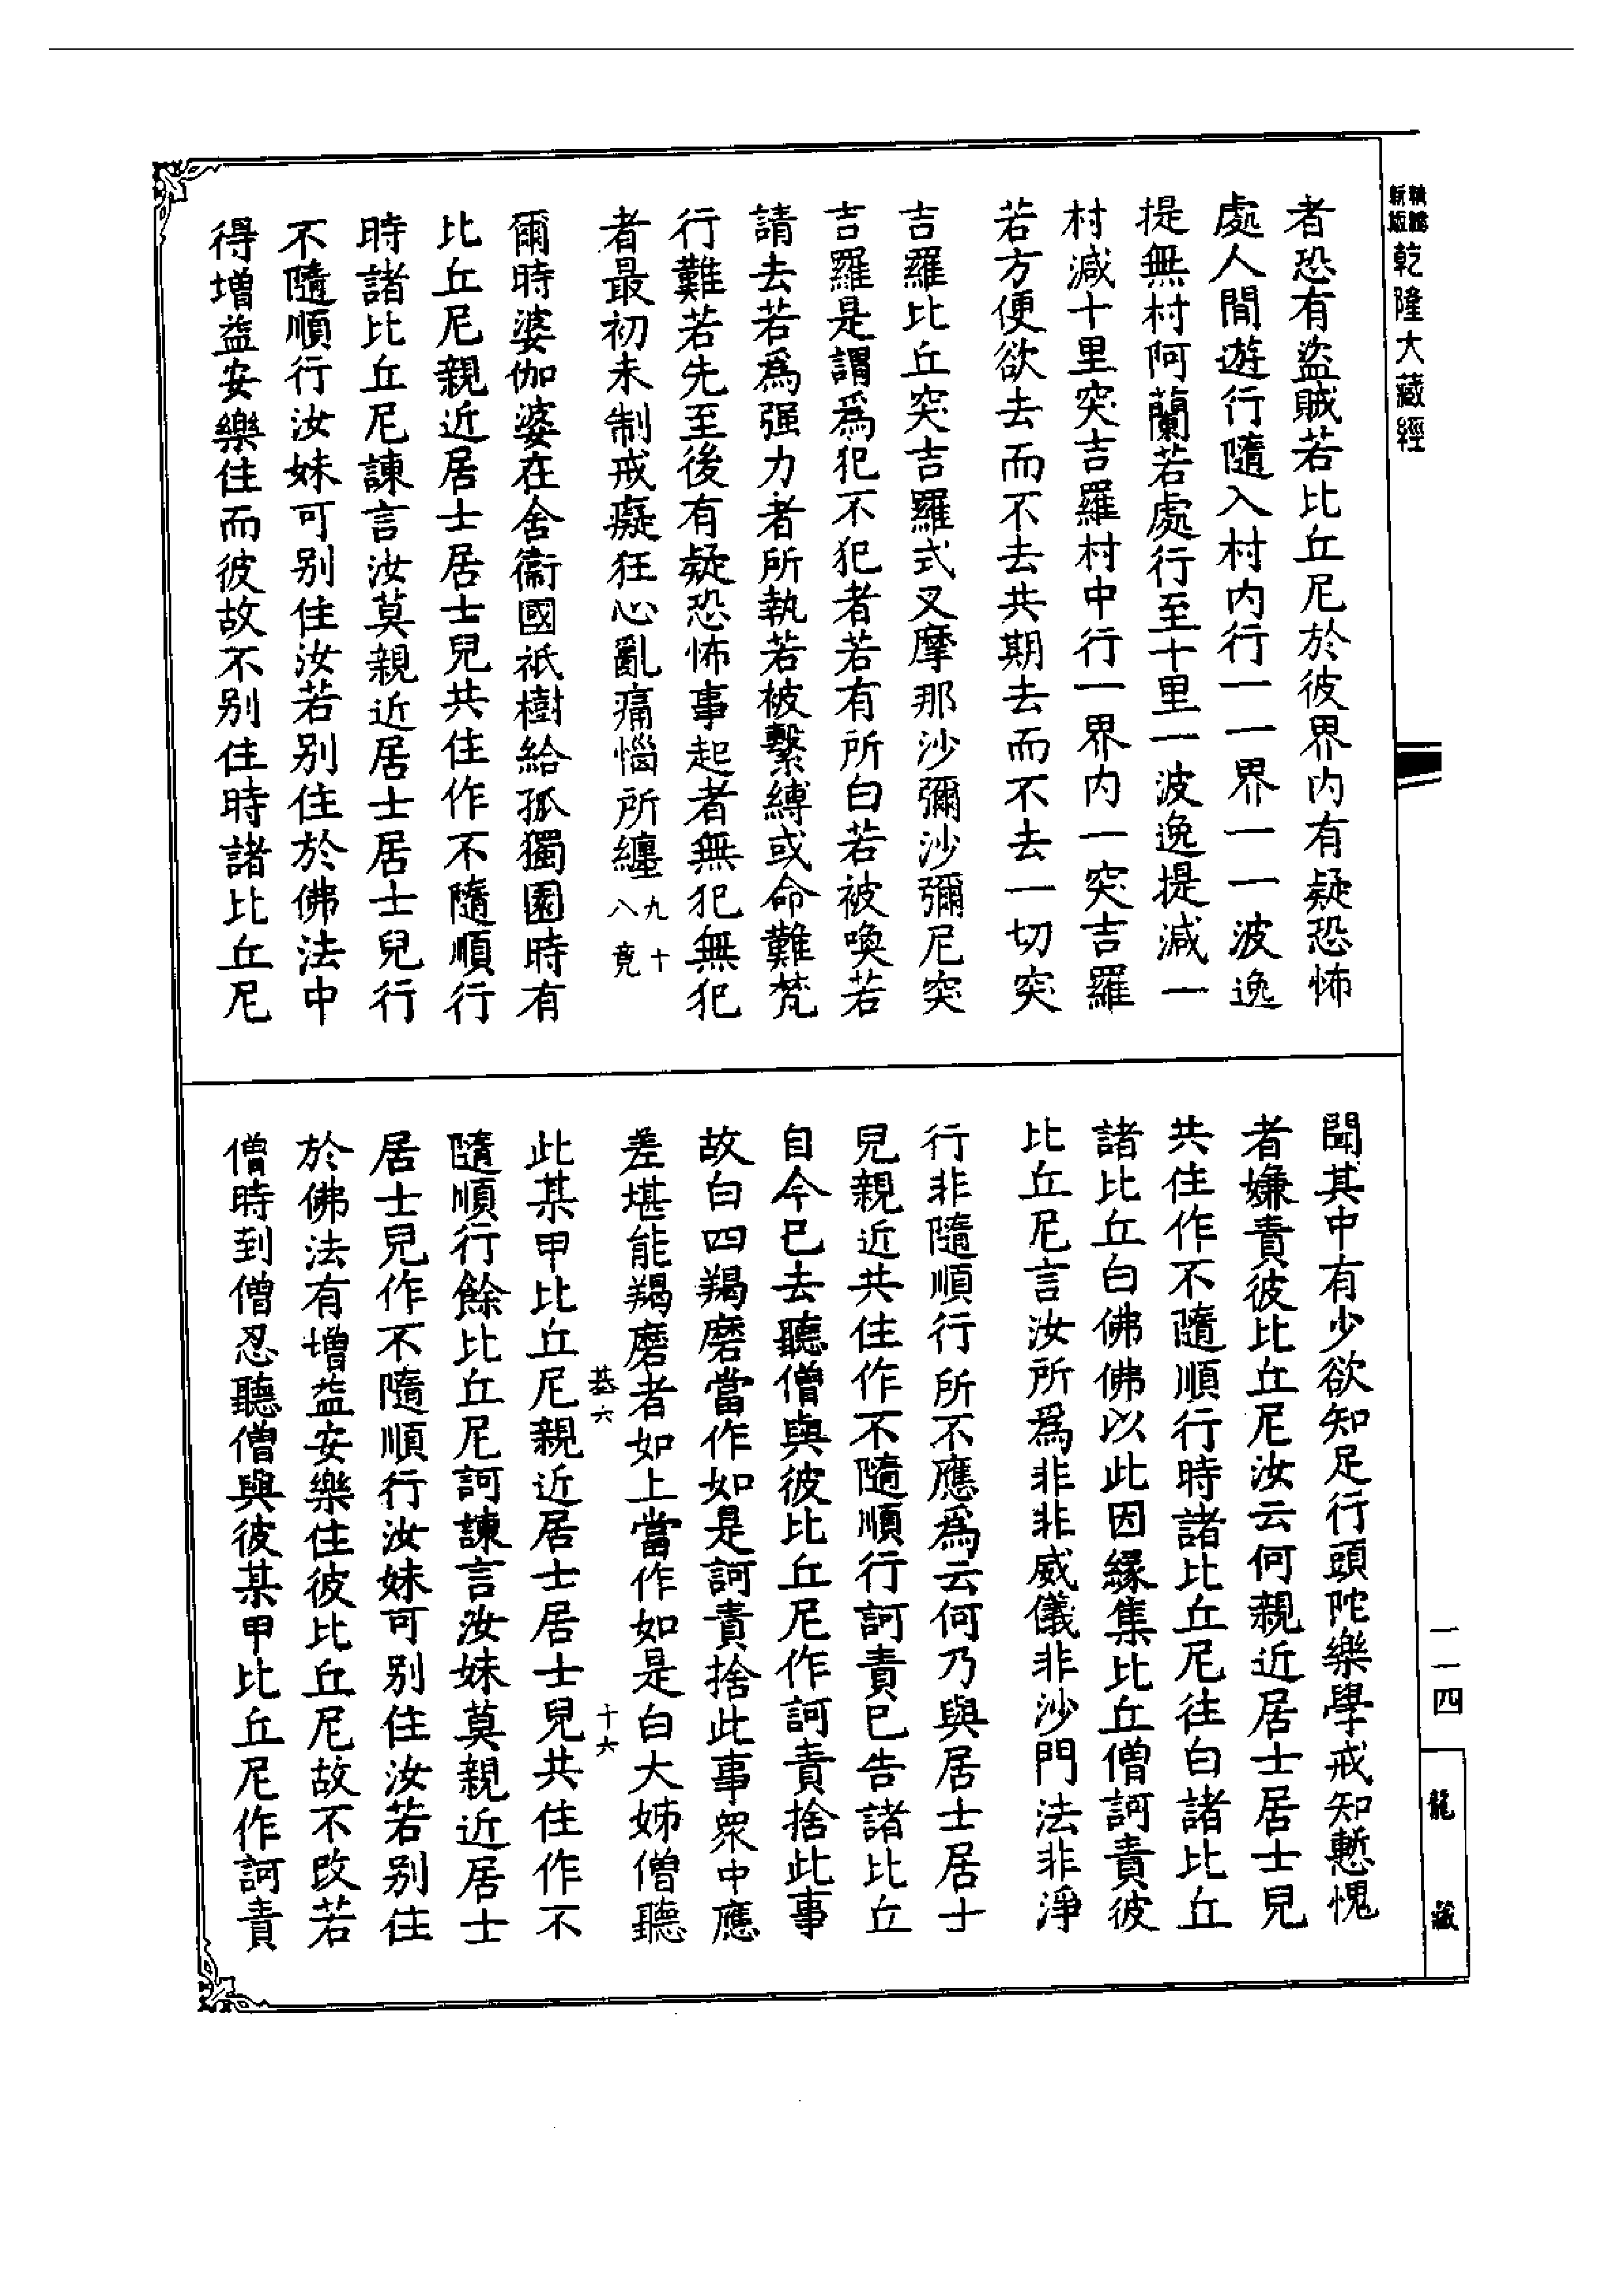 新版
精縮
乾隆大藏經
者恐有盜賊若比丘尼於彼界内有疑恐怖
處人間遊行隨入村内行一一界一一波逸
提無村阿蘭若處行至十里一波逸提減一
村減十里突吉羅村中行一界内一突吉羅
若方便欲去而不去共期去而不去一切突
吉羅比丘突吉羅式叉摩那沙彌沙彌尼突
吉羅是謂爲犯不犯者若有所白若被喚若
請去若爲强力者所執若被繫縛或命難梵
行難若先至後有疑恐怖事起者無犯無犯
者最初未制戒癡狂心亂痛惱所纏
九十
八竟
爾時婆伽婆在舍衞國祇樹給孤獨園時有
比丘尼親近居士居士兒共住作不隨順行
時諸比丘尼諫言汝莫親近居士居士兒行
不隨順行汝妹可别住汝若别住於佛法中
得增益安樂住而彼故不别住時諸比丘尼
聞其中有少欲知足行頭陀樂學戒知慙愧
者嫌責彼比丘尼汝云何親近居士居士兒
共住作不隨順行時諸比丘尼往白諸比丘
諸比丘白佛佛以此因緣集比丘僧訶責彼
比丘尼言汝所爲非非威儀非沙門法非淨
行非隨順行所不應爲云何乃與居士居士
兒親近共住作不隨順行訶責已告諸比丘
自今已去聽僧與彼比丘尼作訶責捨此事
故白四羯磨當作如是訶責捨此事衆中應
差堪能羯磨者如上當作如是白大姊僧聽
甚六
十六
此某甲比丘尼親近居士居士兒共住作不
隨順行餘比丘尼訶諫言汝妹莫親近居士
居士兒作不隨順行汝妹可别住汝若别住
於佛法有增益安樂住彼比丘尼故不改若
僧時到僧忍聽僧與彼某甲比丘尼作訶責
一一四
龍藏